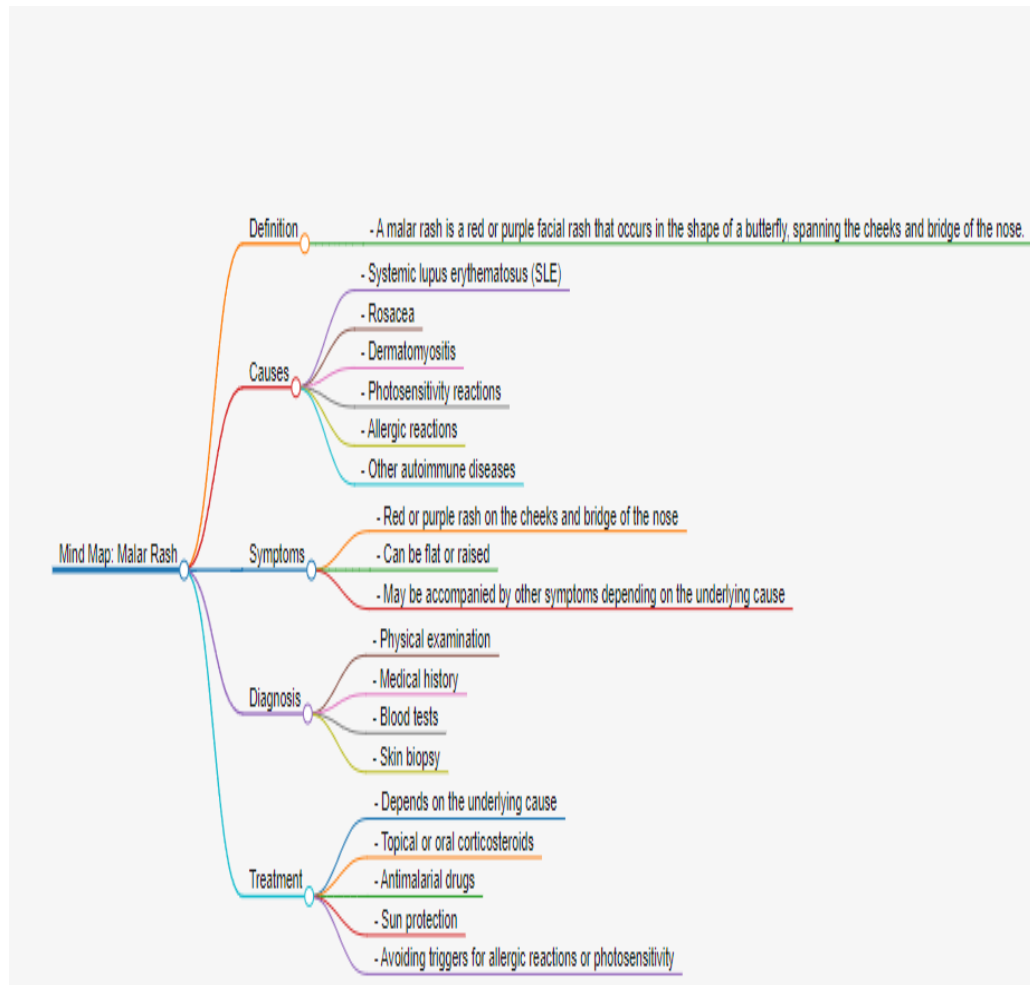 Definition
- A malar rash is a red or purple facial rash that occurs in the shape of a butterfly, spanning the cheeks and bridge of the nose.
- Systemic lupus erythematosus (SLE)
- Rosacea
- Dermatomyositis
Causes
- Photosensitivity reactions
- Allergic reactions
- Other autoimmune diseases
- Red or purple rash on the cheeks and bridge of the nose
Mind Map: Malar Rash
Symptoms
- Can be flat or raised
- May be accompanied by other symptoms depending on the underlying cause
- Physical examination
- Medical history
Diagnosis
- Blood tests
- Skin biopsy
- Depends on the underlying cause
- Topical or oral corticosteroids
Treatment
- Antimalarial drugs
- Sun protection
- Avoiding triggers for allergic reactions or photosensitivity